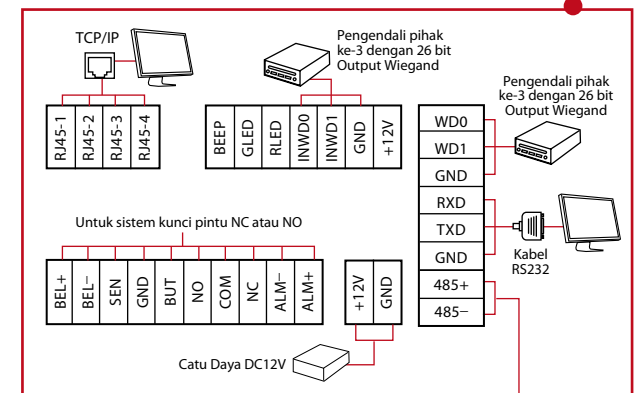 TCP/IP
RJ45-1
RJ45-2
RJ45-3
RJ45-4
Pengendali pihak
ke-3 dengan 26 bit
Output Wiegand
BEEP
GLED
RLED
INWD0
INWD1
GND
+12V
Pengendali pihak
ke-3 dengan 26 bit
Output Wiegand
WD0
WD1
GND
RXD
TXD
GND
485+
485−
Kabel
RS232
Untuk sistem kunci pintu NC atau NO
BEL+
BEL−
SEN
GND
BUT
NO
COM
NC
ALM−
ALM+
+12V
GND
Catu Daya DC12V